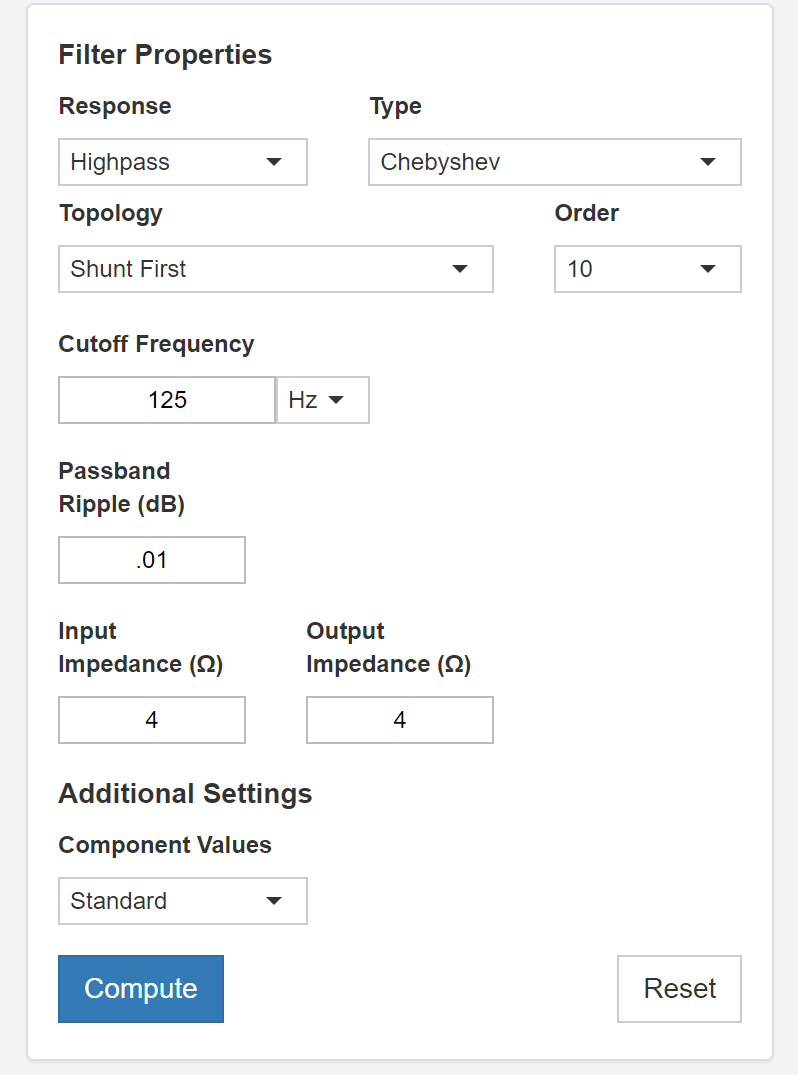 Filter Properties
Response
Type
Highpass
Chebyshev
Topology
Order
Shunt First
10
Cutoff Frequency
125
Hz
Passband
Ripple (dB)
.01
Input
Impedance (Ω)
Output
Impedance (Ω)
4
4
Additional Settings
Component Values
Standard
Compute
Reset